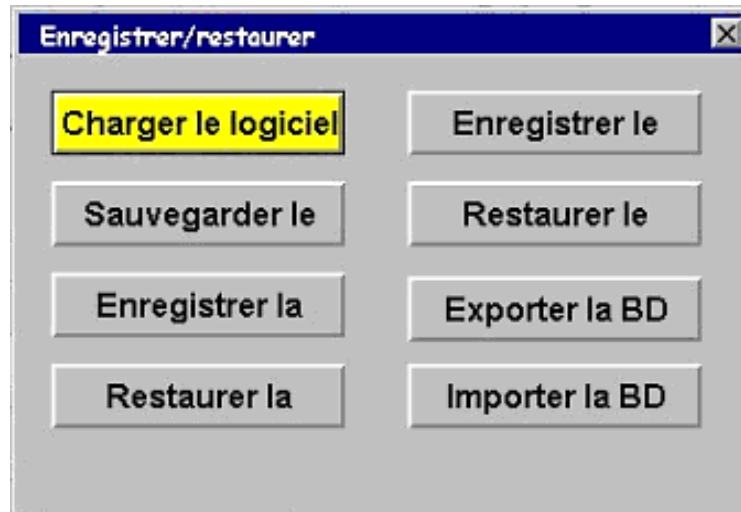 Enregistrer/restaurer
Charger le logiciel
Enregistrer le
Sauvegarder le
Restaurer le
Enregistrer la
Exporter la BD
Restaurer la
Importer la BD